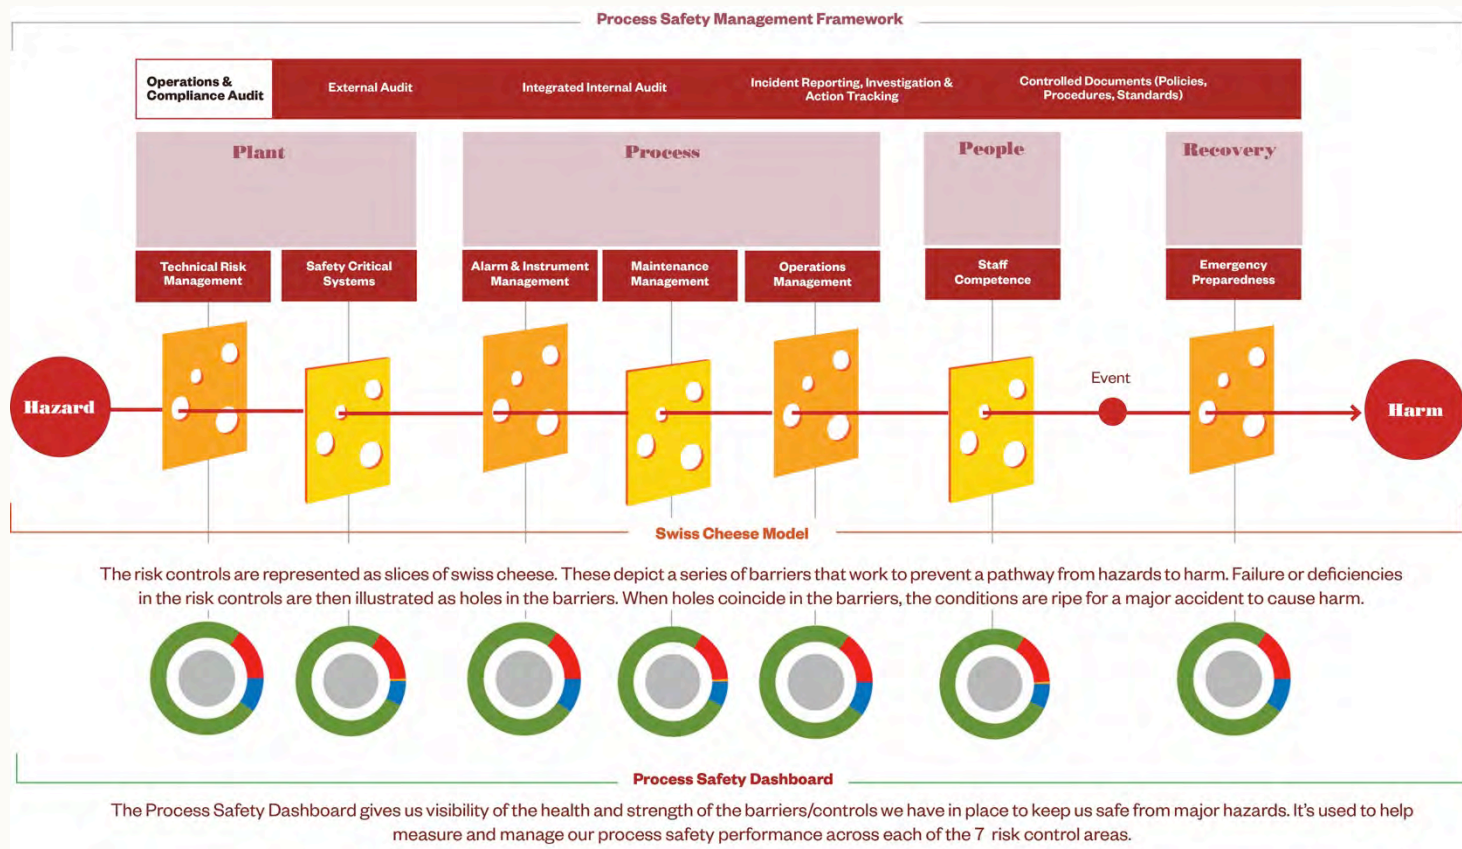 Process Safety Management Framework
Operations &
Compliance Audit
External Audit
Integrated Internal Audit
Incident Reporting, Investigation &
Action Tracking
Controlled Documents (Policies,
Procedures, Standards)
Plant
Process
People
Recovery
Technical Risk
Management
Safety Critical
Systems
Alarm & Instrument
Management
Maintenance
Management
Operations
Management
Staff
Competence
Emergency
Preparedness
Hazard
Event
Harm
Swiss Cheese Model
The risk controls are represented as slices of swiss cheese. These depict a series of barriers that work to prevent a pathway from hazards to harm. Failure or deficiencies
in the risk controls are then illustrated as holes in the barriers. When holes coincide in the barriers, the conditions are ripe for a major accident to cause harm.
Process Safety Dashboard
The Process Safety Dashboard gives us visibility of the health and strength of the barriers/controls we have in place to keep us safe from major hazards. It's used to help
measure and manage our process safety performance across each of the 7 risk control areas.